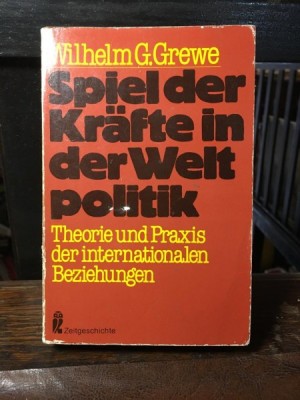 Wilhelm G. Grewe
Spiel der
Kräfte in
der Welt
politik
Theorie und Praxis
der internationalen
Beziehungen
Zeitgeschichte